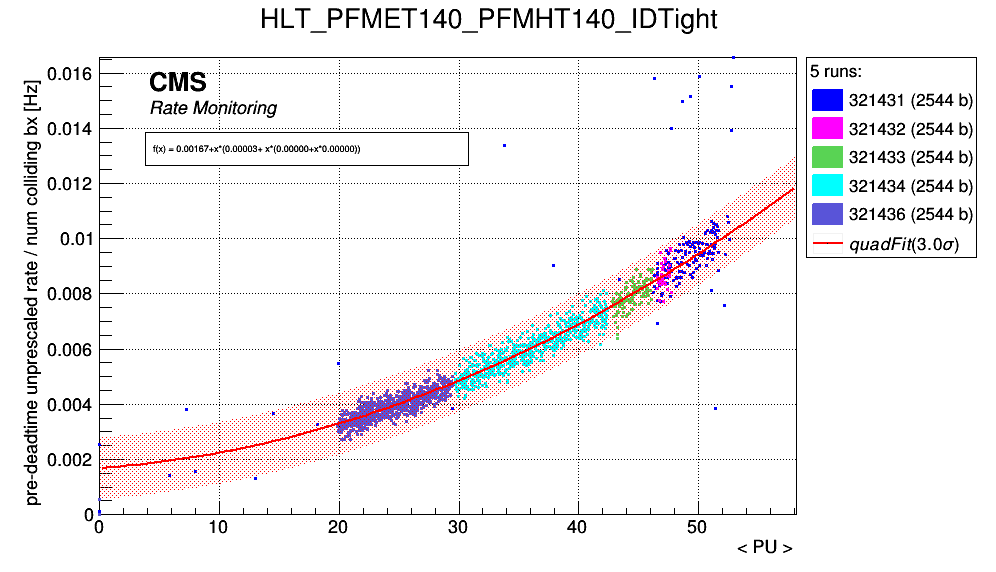 HLT_PFMET140_PFMHT140_IDTight
pre-deadtime unprescaled rate / num colliding bx [Hz]
0.016
0.014
0.012
0.01
0.008
0.006
0.004
0.002
0
CMS
Rate Monitoring
f(x) = 0.00167+x*(0.00003+ x*(0.00000+x*0.00000))
0 10 20 30 40 50
< PU >
5 runs:
321431 (2544 b)
321432 (2544 b)
321433 (2544 b)
321434 (2544 b)
321436 (2544 b)
quadFit(3.0σ)